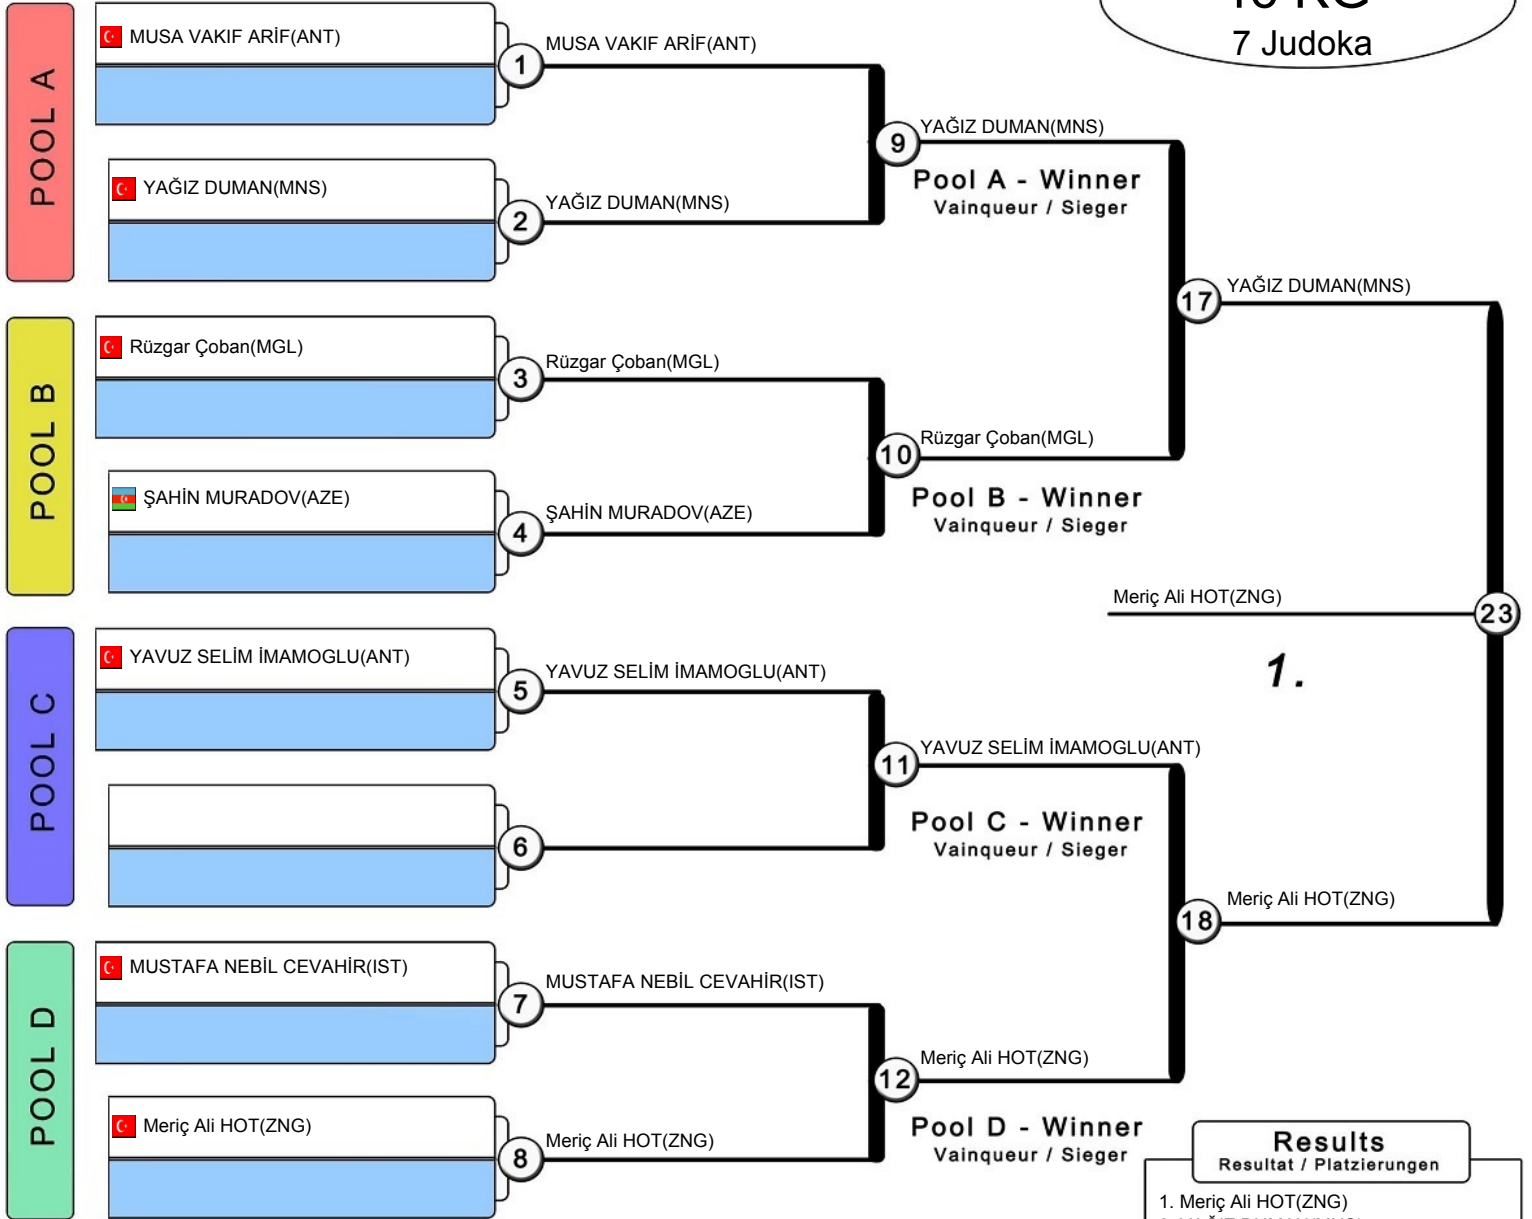 7 Judoka
POOL A
MUSA VAKIF ARİF(ANT)
1
MUSA VAKIF ARİF(ANT)
YAĞIZ DUMAN(MNS)
2
YAĞIZ DUMAN(MNS)
9
YAĞIZ DUMAN(MNS)
Pool A - Winner
Vainqueur / Sieger
POOL B
Rüzgar Çoban(MGL)
3
Rüzgar Çoban(MGL)
ŞAHİN MURADOV(AZE)
4
ŞAHİN MURADOV(AZE)
10
Rüzgar Çoban(MGL)
Pool B - Winner
Vainqueur / Sieger
17
YAĞIZ DUMAN(MNS)
POOL C
YAVUZ SELİM İMAMOGLU(ANT)
5
YAVUZ SELİM İMAMOGLU(ANT)
6
11
YAVUZ SELİM İMAMOGLU(ANT)
Pool C - Winner
Vainqueur / Sieger
POOL D
MUSTAFA NEBİL CEVAHİR(IST)
7
MUSTAFA NEBİL CEVAHİR(IST)
Meriç Ali HOT(ZNG)
8
Meriç Ali HOT(ZNG)
12
Meriç Ali HOT(ZNG)
Pool D - Winner
Vainqueur / Sieger
18
Meriç Ali HOT(ZNG)
Meriç Ali HOT(ZNG)
23
1.
Results
Resultat / Platzierungen
1. Meriç Ali HOT(ZNG)